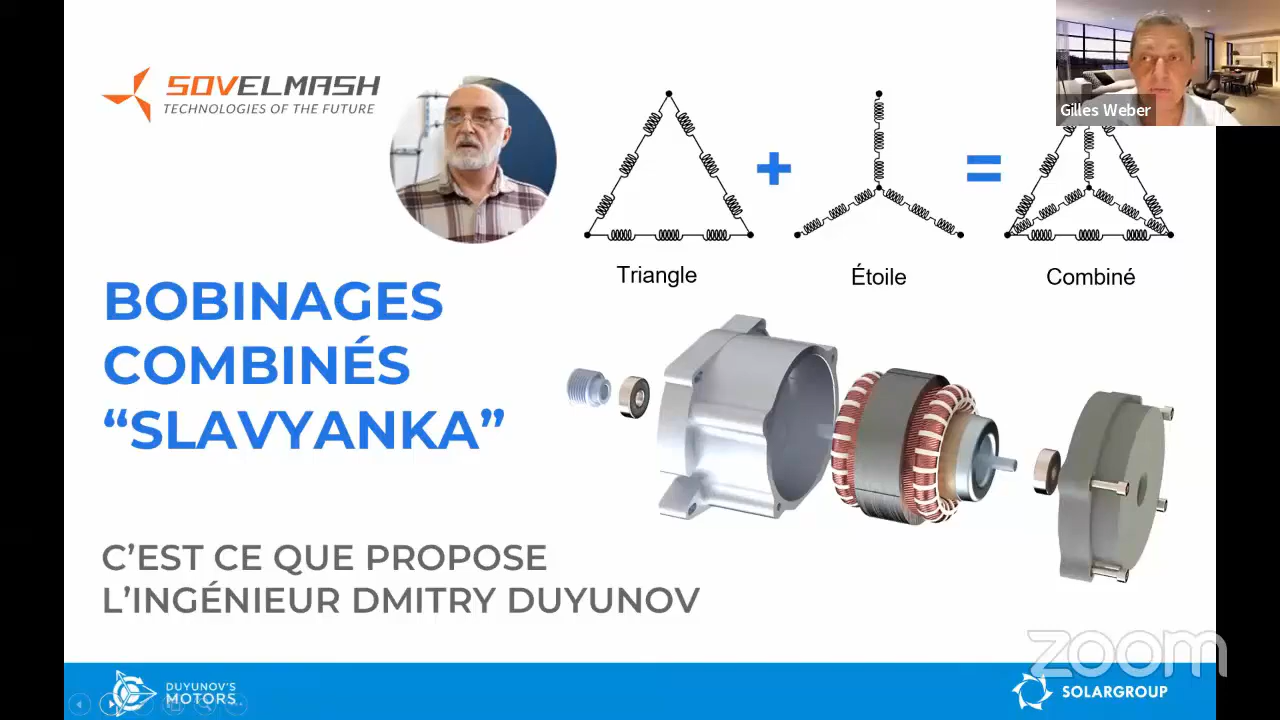 SOVELMASH
TECHNOLOGIES OF THE FUTURE
Gilles Weber
+
=
Triangle
Étoile
Combiné
BOBINAGES
COMBINÉS
“SLAVYANKA”
C’EST CE QUE PROPOSE
L’INGÉNIEUR DMITRY DUYUNOV
zoom
DUYUNOV'S
MOTORS
SOLARGROUP